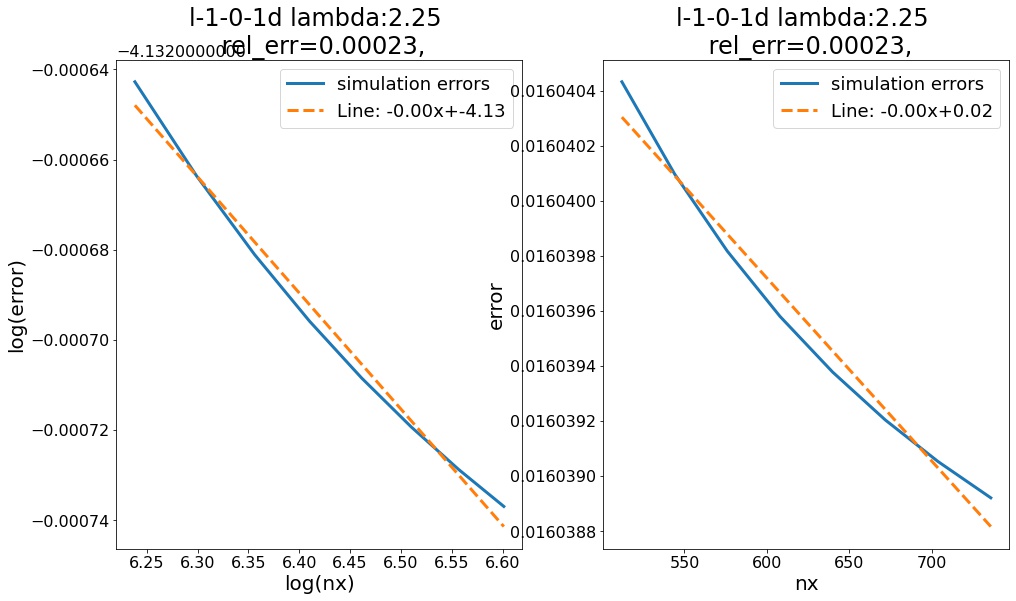 l-1-0-1d lambda:2.25
rel_err=0.00023,
−4.1320000000
−0.00064
−0.00066
−0.00068
−0.00070
−0.00072
−0.00074
log(error)
simulation errors
Line: -0.00x+-4.13
6.25 6.30 6.35 6.40 6.45 6.50 6.55 6.60
log(nx)
l-1-0-1d lambda:2.25
rel_err=0.00023,
0.0160404
0.0160402
0.0160400
0.0160398
0.0160396
0.0160394
0.0160392
0.0160390
0.0160388
error
simulation errors
Line: -0.00x+0.02
550 600 650 700
nx